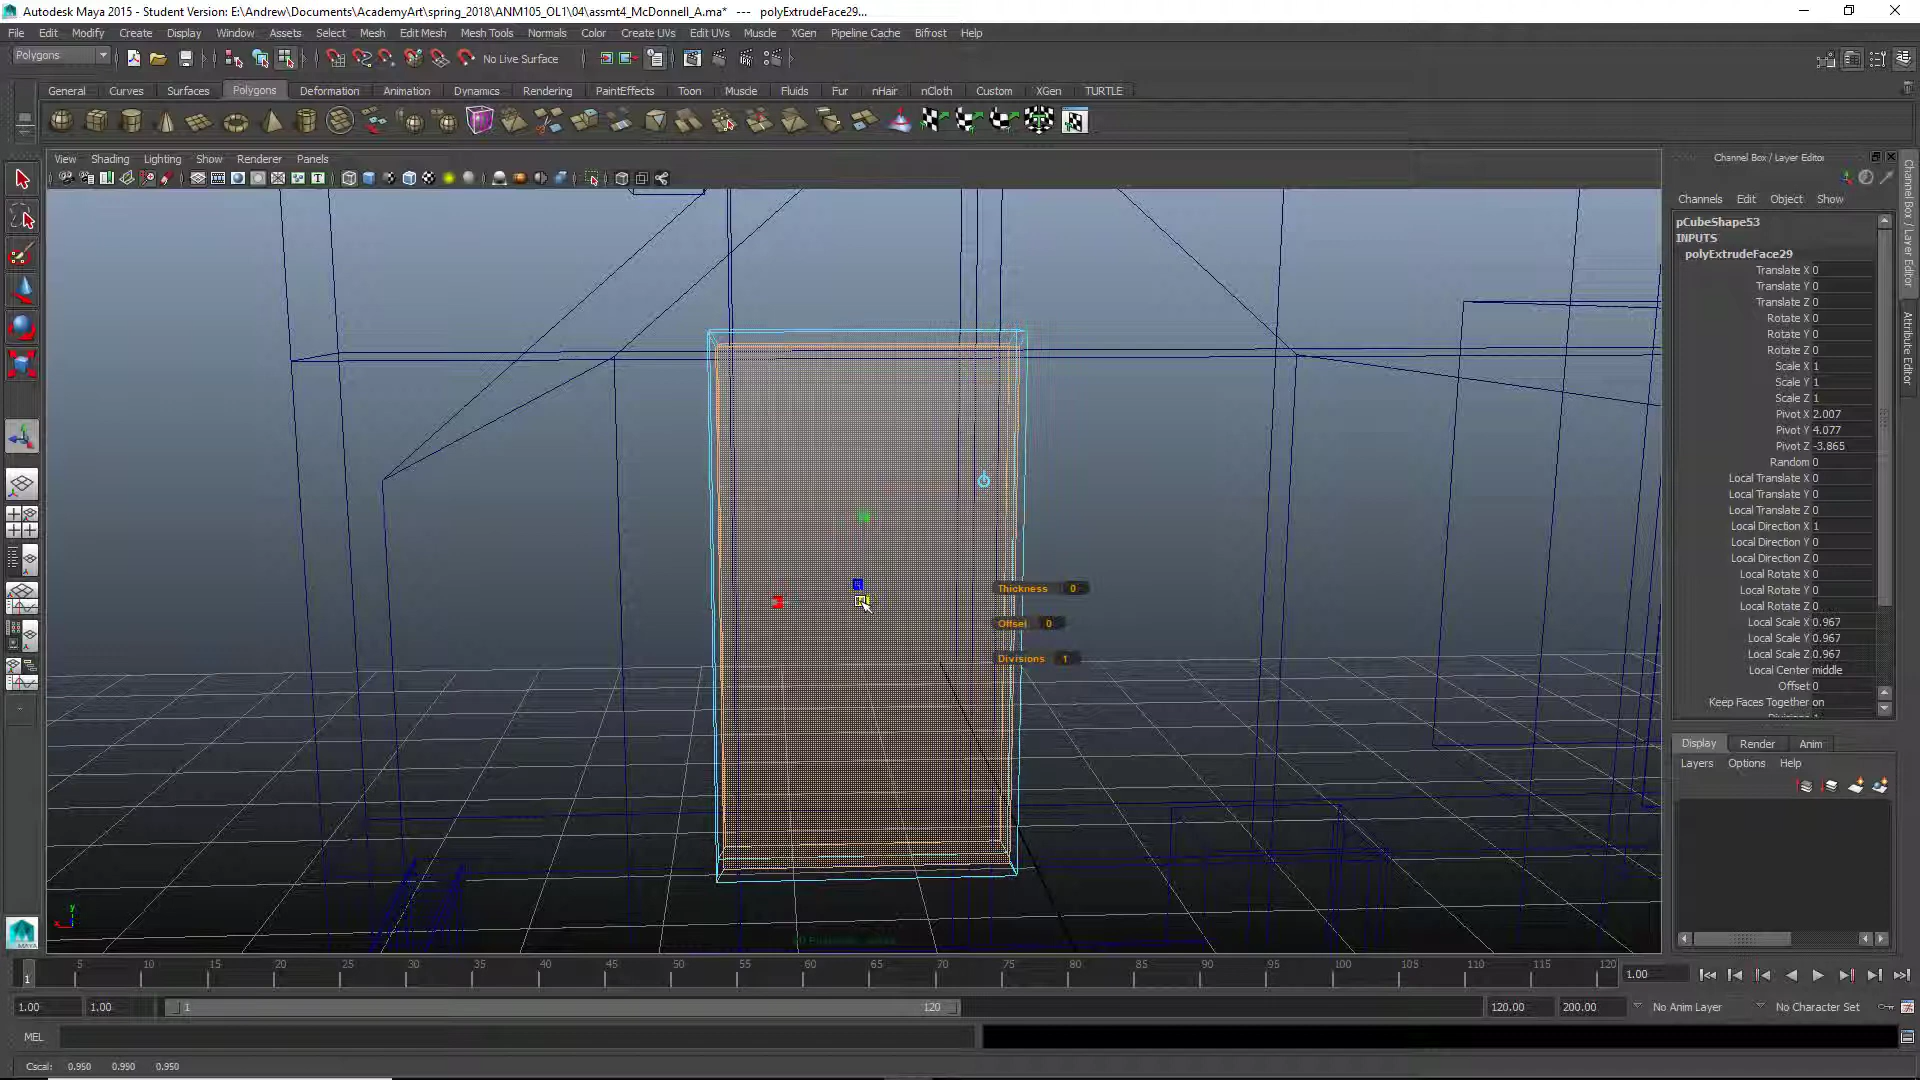 Autodesk Maya 2015 - Student Version: E:\Andrew\Documents\AcademyArt\spring_2018\ANM105_OL1\04\assmt4_McDonnell_A.ma* --- polyExtrudeFace29...
File Edit Modify Create Display Window Assets Select Mesh Edit Mesh Mesh Tools Normals Color Create UVs Edit UVs Muscle XGen Pipeline Cache Bifrost Help
Polygons No Live Surface
General Curves Surfaces Polygons Deformation Animation Dynamics Rendering PaintEffects Toon Muscle Fluids Fur nHair nCloth Custom XGen TURTLE
View Shading Lighting Show Renderer Panels
Channel Box / Layer Editor
Channels Edit Object Show
pCubeShape53
INPUTS
polyExtrudeFace29
Translate X 0
Translate Y 0
Translate Z 0
Rotate X 0
Rotate Y 0
Rotate Z 0
Scale X 1
Scale Y 1
Scale Z 1
Pivot X 2.007
Pivot Y 4.077
Pivot Z -3.865
Random 0
Local Translate X 0
Local Translate Y 0
Local Translate Z 0
Local Direction X 1
Local Direction Y 0
Local Direction Z 0
Local Rotate X 0
Local Rotate Y 0
Local Rotate Z 0
Local Scale X 0.967
Local Scale Y 0.967
Local Scale Z 0.967
Local Center middle
Offset 0
Keep Faces Together on
Channel Box / Layer Editor
Attribute Editor
Thickness 0
Offset 0
Divisions 1
Display Render Anim
Layers Options Help
y
x
MAYA
1 5 10 15 20 25 30 35 40 45 50 55 60 65 70 75 80 85 90 95 100 105 110 115 120 1.00
1.00 1.00 1 120 120.00 200.00 No Anim Layer No Character Set
MEL
Cscal: 0.950 0.990 0.950